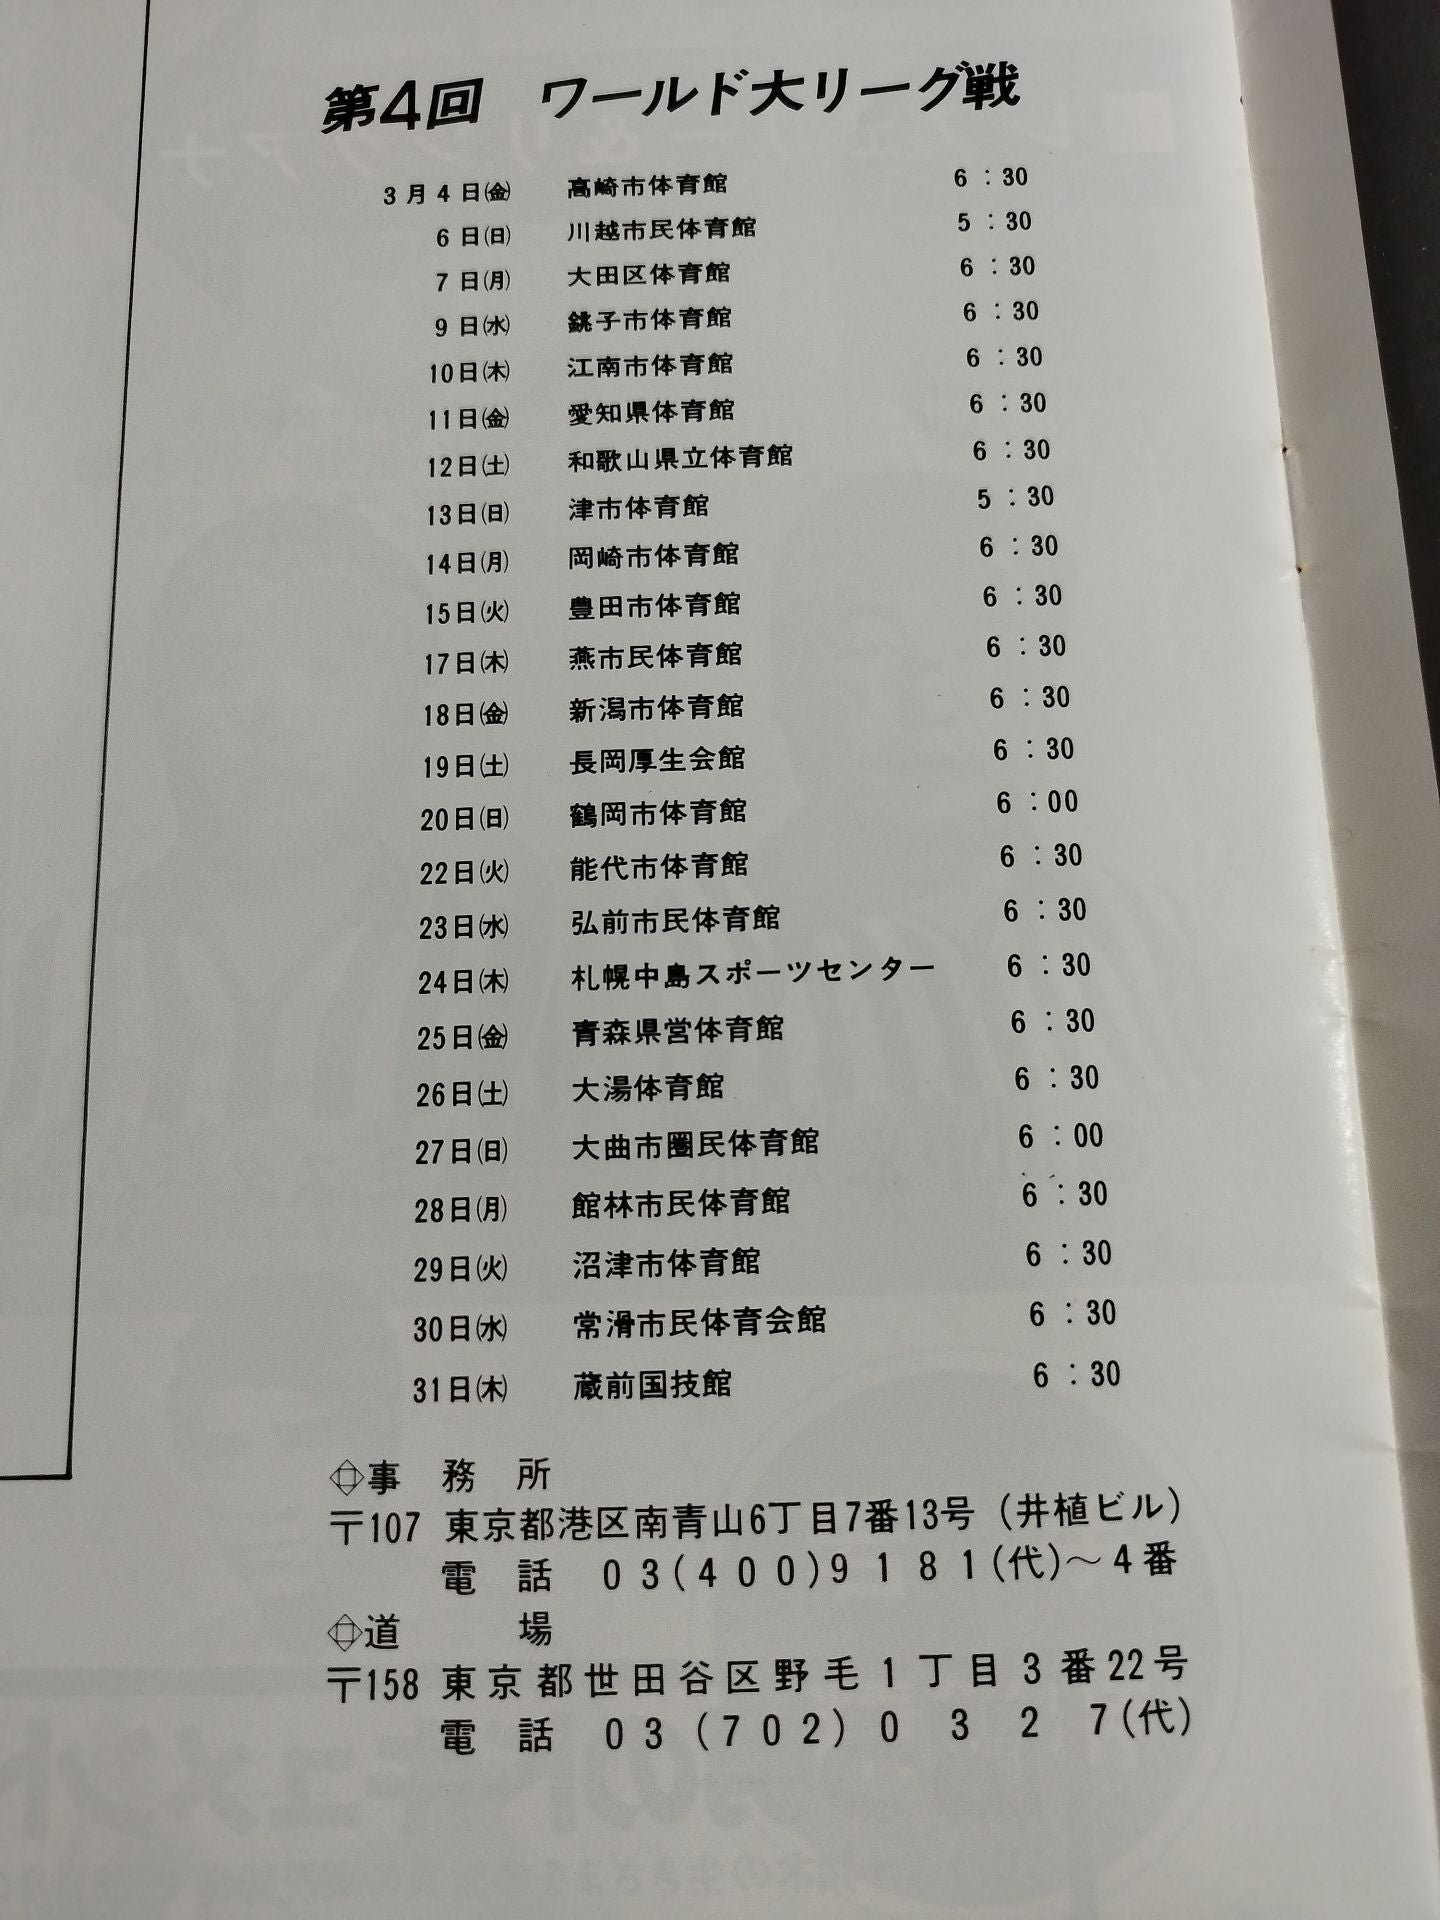 第4回　ワールド大リーグ戦
3月4日(金)　高崎市体育館　6:30
6日(日)　川越市民体育館　5:30
7日(月)　大田区体育館　6:30
9日(水)　銚子市体育館　6:30
10日(木)　江南市体育館　6:30
11日(金)　愛知県体育館　6:30
12日(土)　和歌山県立体育館　6:30
13日(日)　津市体育館　5:30
14日(月)　岡崎市体育館　6:30
15日(火)　豊田市体育館　6:30
17日(木)　燕市民体育館　6:30
18日(金)　新潟市体育館　6:30
19日(土)　長岡厚生会館　6:30
20日(日)　鶴岡市体育館　6:00
22日(火)　能代市体育館　6:30
23日(水)　弘前市民体育館　6:30
24日(木)　札幌中島スポーツセンター　6:30
25日(金)　青森県営体育館　6:30
26日(土)　大湯体育館　6:30
27日(日)　大曲市圏民体育館　6:00
28日(月)　館林市民体育館　6:30
29日(火)　沼津市体育館　6:30
30日(水)　常滑市民体育会館　6:30
31日(木)　蔵前国技館　6:30
事務所
〒107 東京都港区南青山6丁目7番13号（井植ビル）
電話　03(400)9181(代)〜4番
道場
〒158 東京都世田谷区野毛1丁目3番22号
電話　03(702)0327(代)